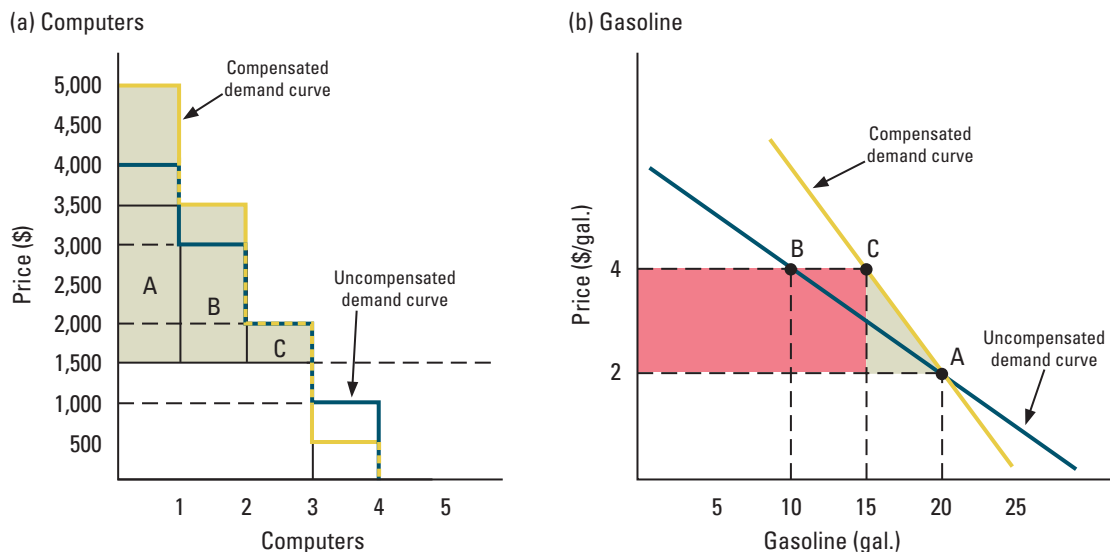 (a) Computers
Price ($)
5,000
4,500
4,000
3,500
3,000
2,500
2,000
1,500
1,000
500
Compensated
demand curve
A
B
C
Uncompensated
demand curve
1 2 3 4 5
Computers
(b) Gasoline
Price ($/gal.)
4
2
Compensated
demand curve
B
C
A
Uncompensated
demand curve
5 10 15 20 25
Gasoline (gal.)